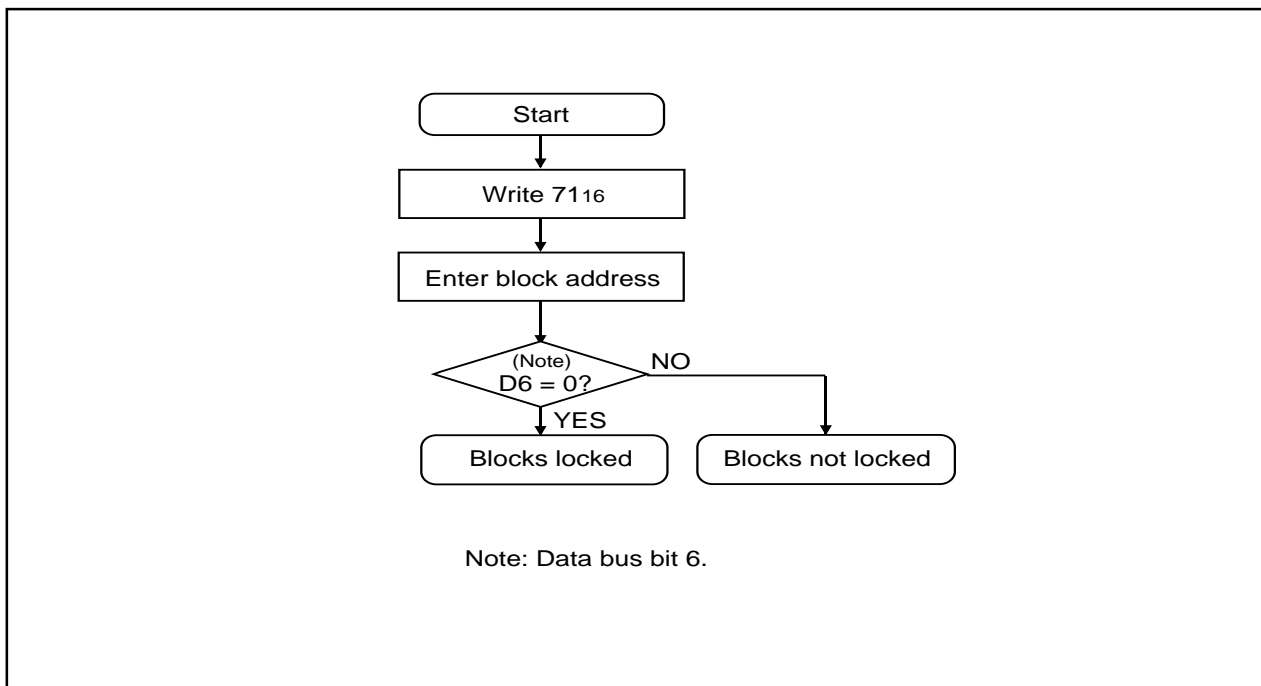 Start
Write 7116
Enter block address
(Note)
D6 = 0?
NO
YES
Blocks locked
Blocks not locked
Note: Data bus bit 6.